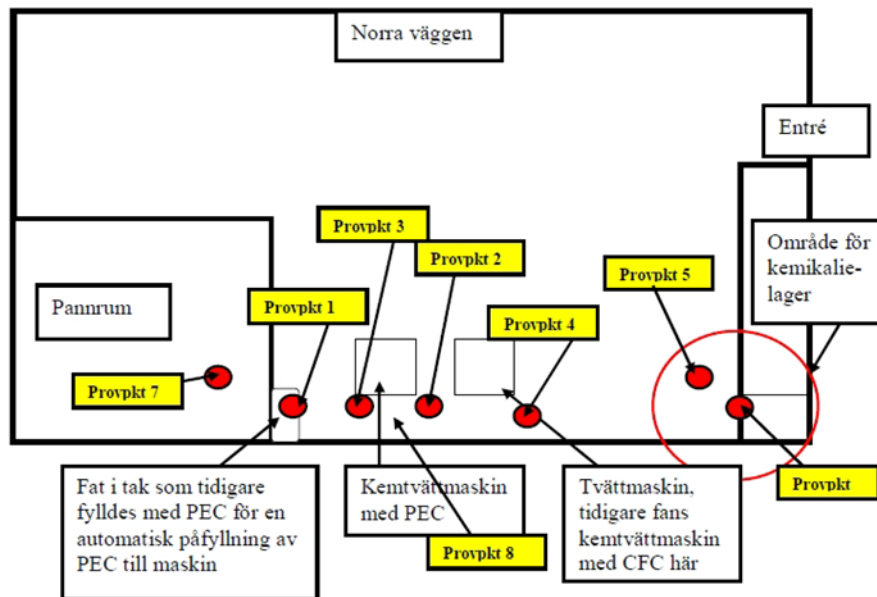 Norra väggen
Entré
Provpkt 3
Provpkt 2
Område för
kemikalie-
lager
Provpkt 5
Pannrum
Provpkt 1
Provpkt 4
Provpkt 7
Fat i tak som tidigare
fylldes med PEC för en
automatisk påfyllning av
PEC till maskin
Kemtvättmaskin
med PEC
Provpkt 8
Tvättmaskin,
tidigare fans
kemtvättmaskin
med CFC här
Provpkt